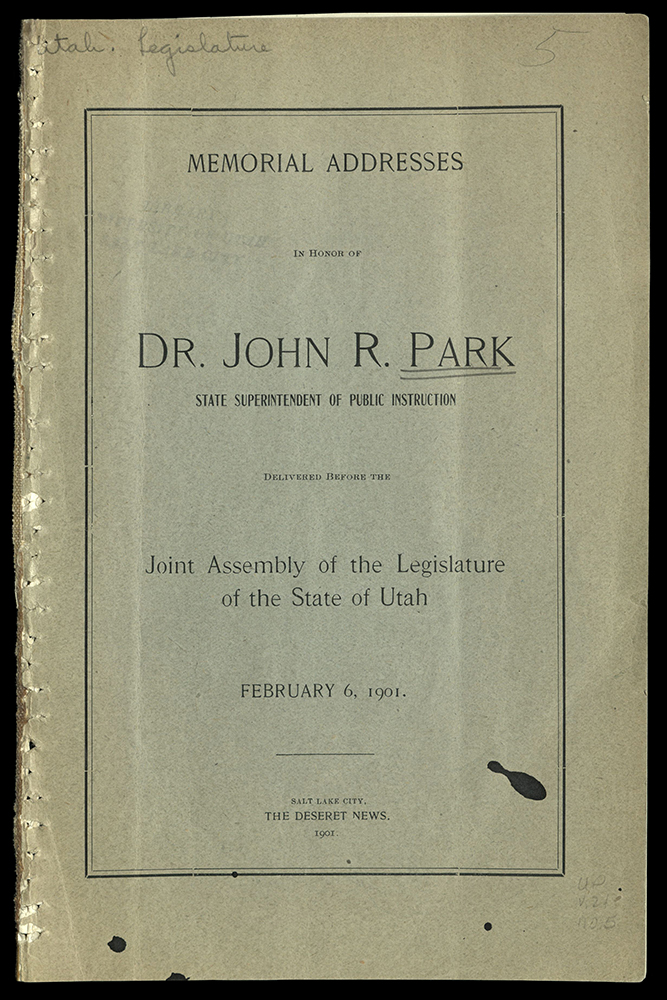 Utah. Legislature
5
MEMORIAL ADDRESSES
IN HONOR OF
DR. JOHN R. PARK
STATE SUPERINTENDENT OF PUBLIC INSTRUCTION
DELIVERED BEFORE THE
Joint Assembly of the Legislature
of the State of Utah
FEBRUARY 6, 1901.
SALT LAKE CITY,
THE DESERET NEWS,
1901.